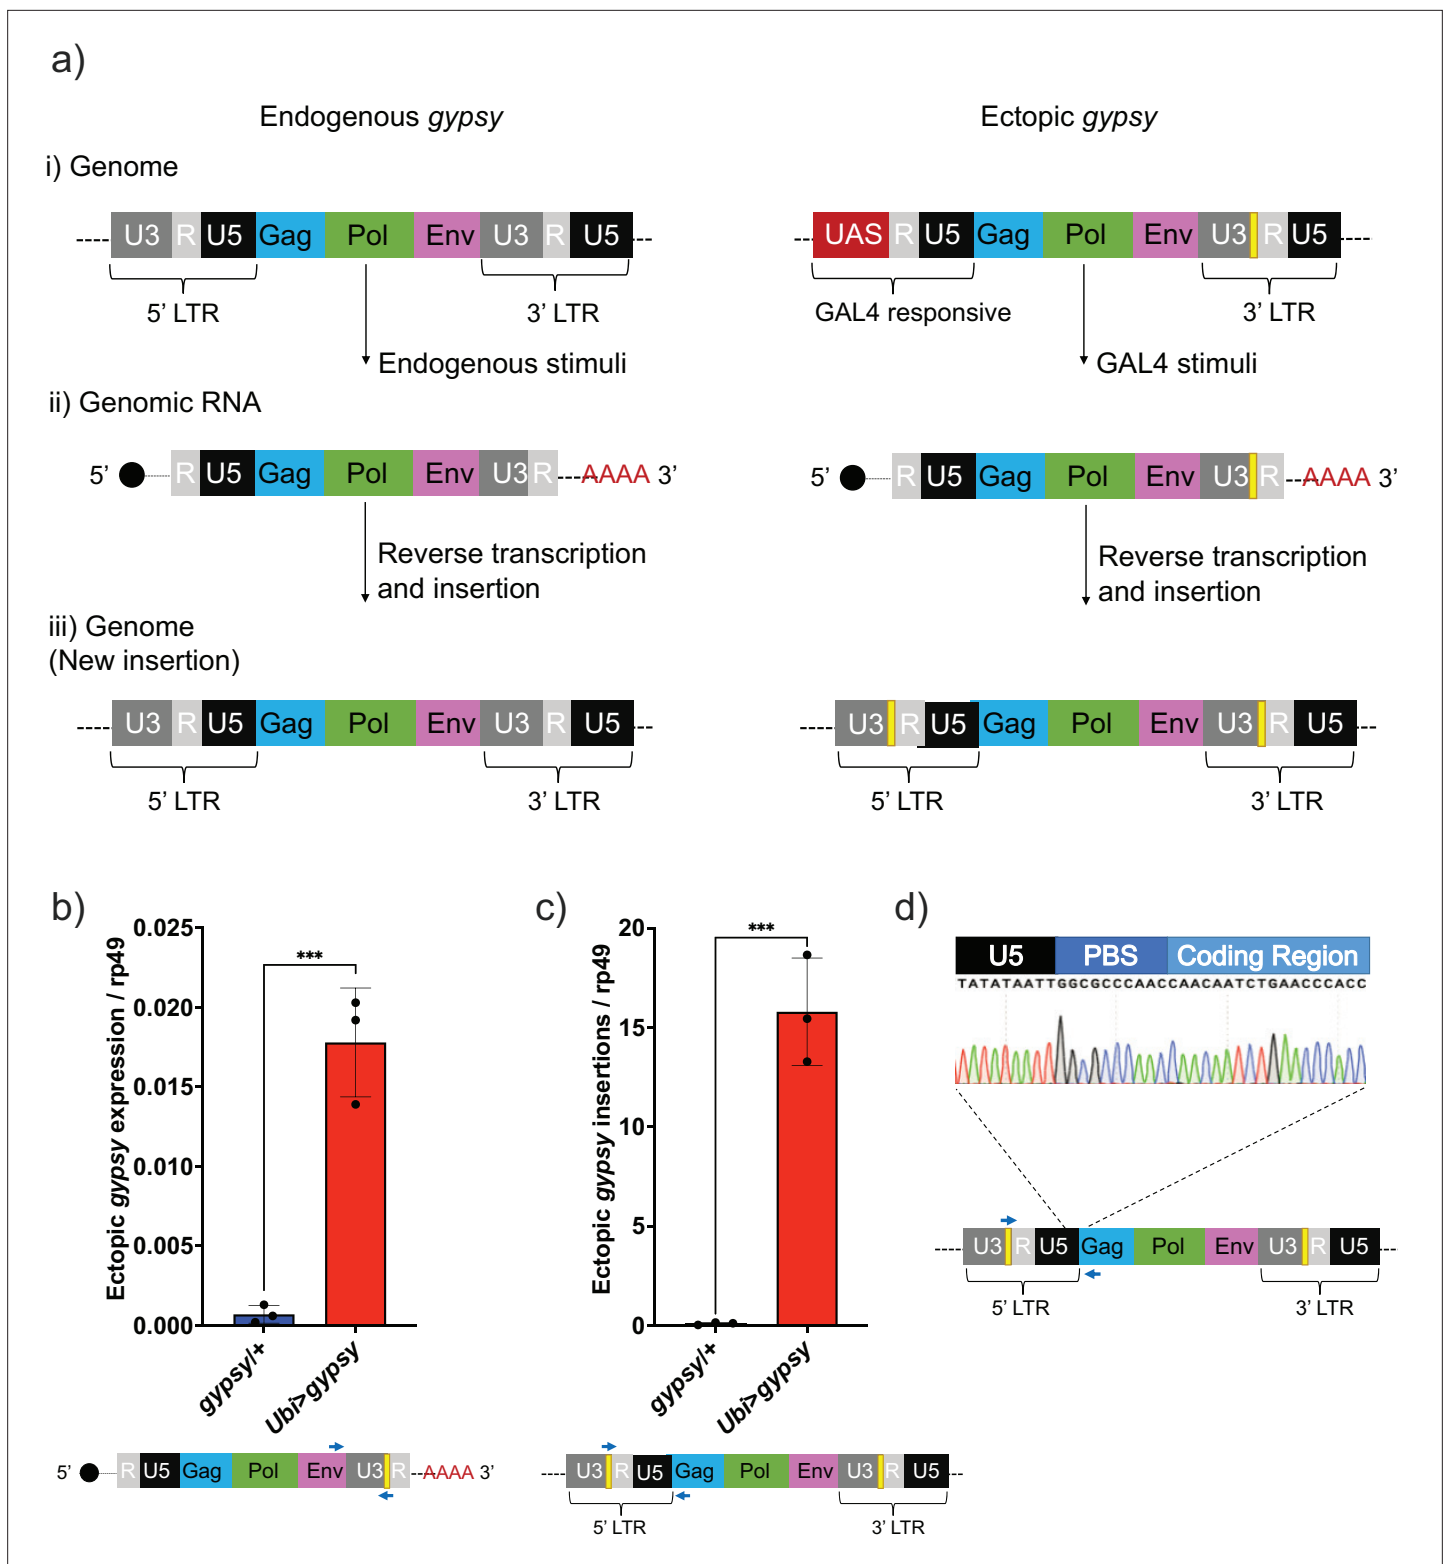 a)
Endogenous gypsy
Ectopic gypsy
i) Genome
U3 R U5 Gag Pol Env U3 R U5
UAS R U5 Gag Pol Env U3 R U5
5’ LTR
3’ LTR
GAL4 responsive
3’ LTR
Endogenous stimuli
GAL4 stimuli
ii) Genomic RNA
5’ R U5 Gag Pol Env U3 R AAAA 3’
5’ R U5 Gag Pol Env U3 R AAAA 3’
Reverse transcription
and insertion
Reverse transcription
and insertion
iii) Genome
(New insertion)
U3 R U5 Gag Pol Env U3 R U5
U3 R U5 Gag Pol Env U3 R U5
5’ LTR
3’ LTR
5’ LTR
3’ LTR
b)
Ectopic gypsy expression / rp49
0.025
0.020
0.015
0.010
0.005
0.000
***
gypsy/+
Ubi>gypsy
5’ R U5 Gag Pol Env U3 R AAAA 3’
c)
Ectopic gypsy insertions / rp49
20
15
10
5
0
***
gypsy/+
Ubi>gypsy
U3 R U5 Gag Pol Env U3 R U5
5’ LTR
3’ LTR
d)
U5 PBS Coding Region
TATATAATTGGCGCCCAACCAACAATCTGAACCCACC
U3 R U5 Gag Pol Env U3 R U5
5’ LTR
3’ LTR